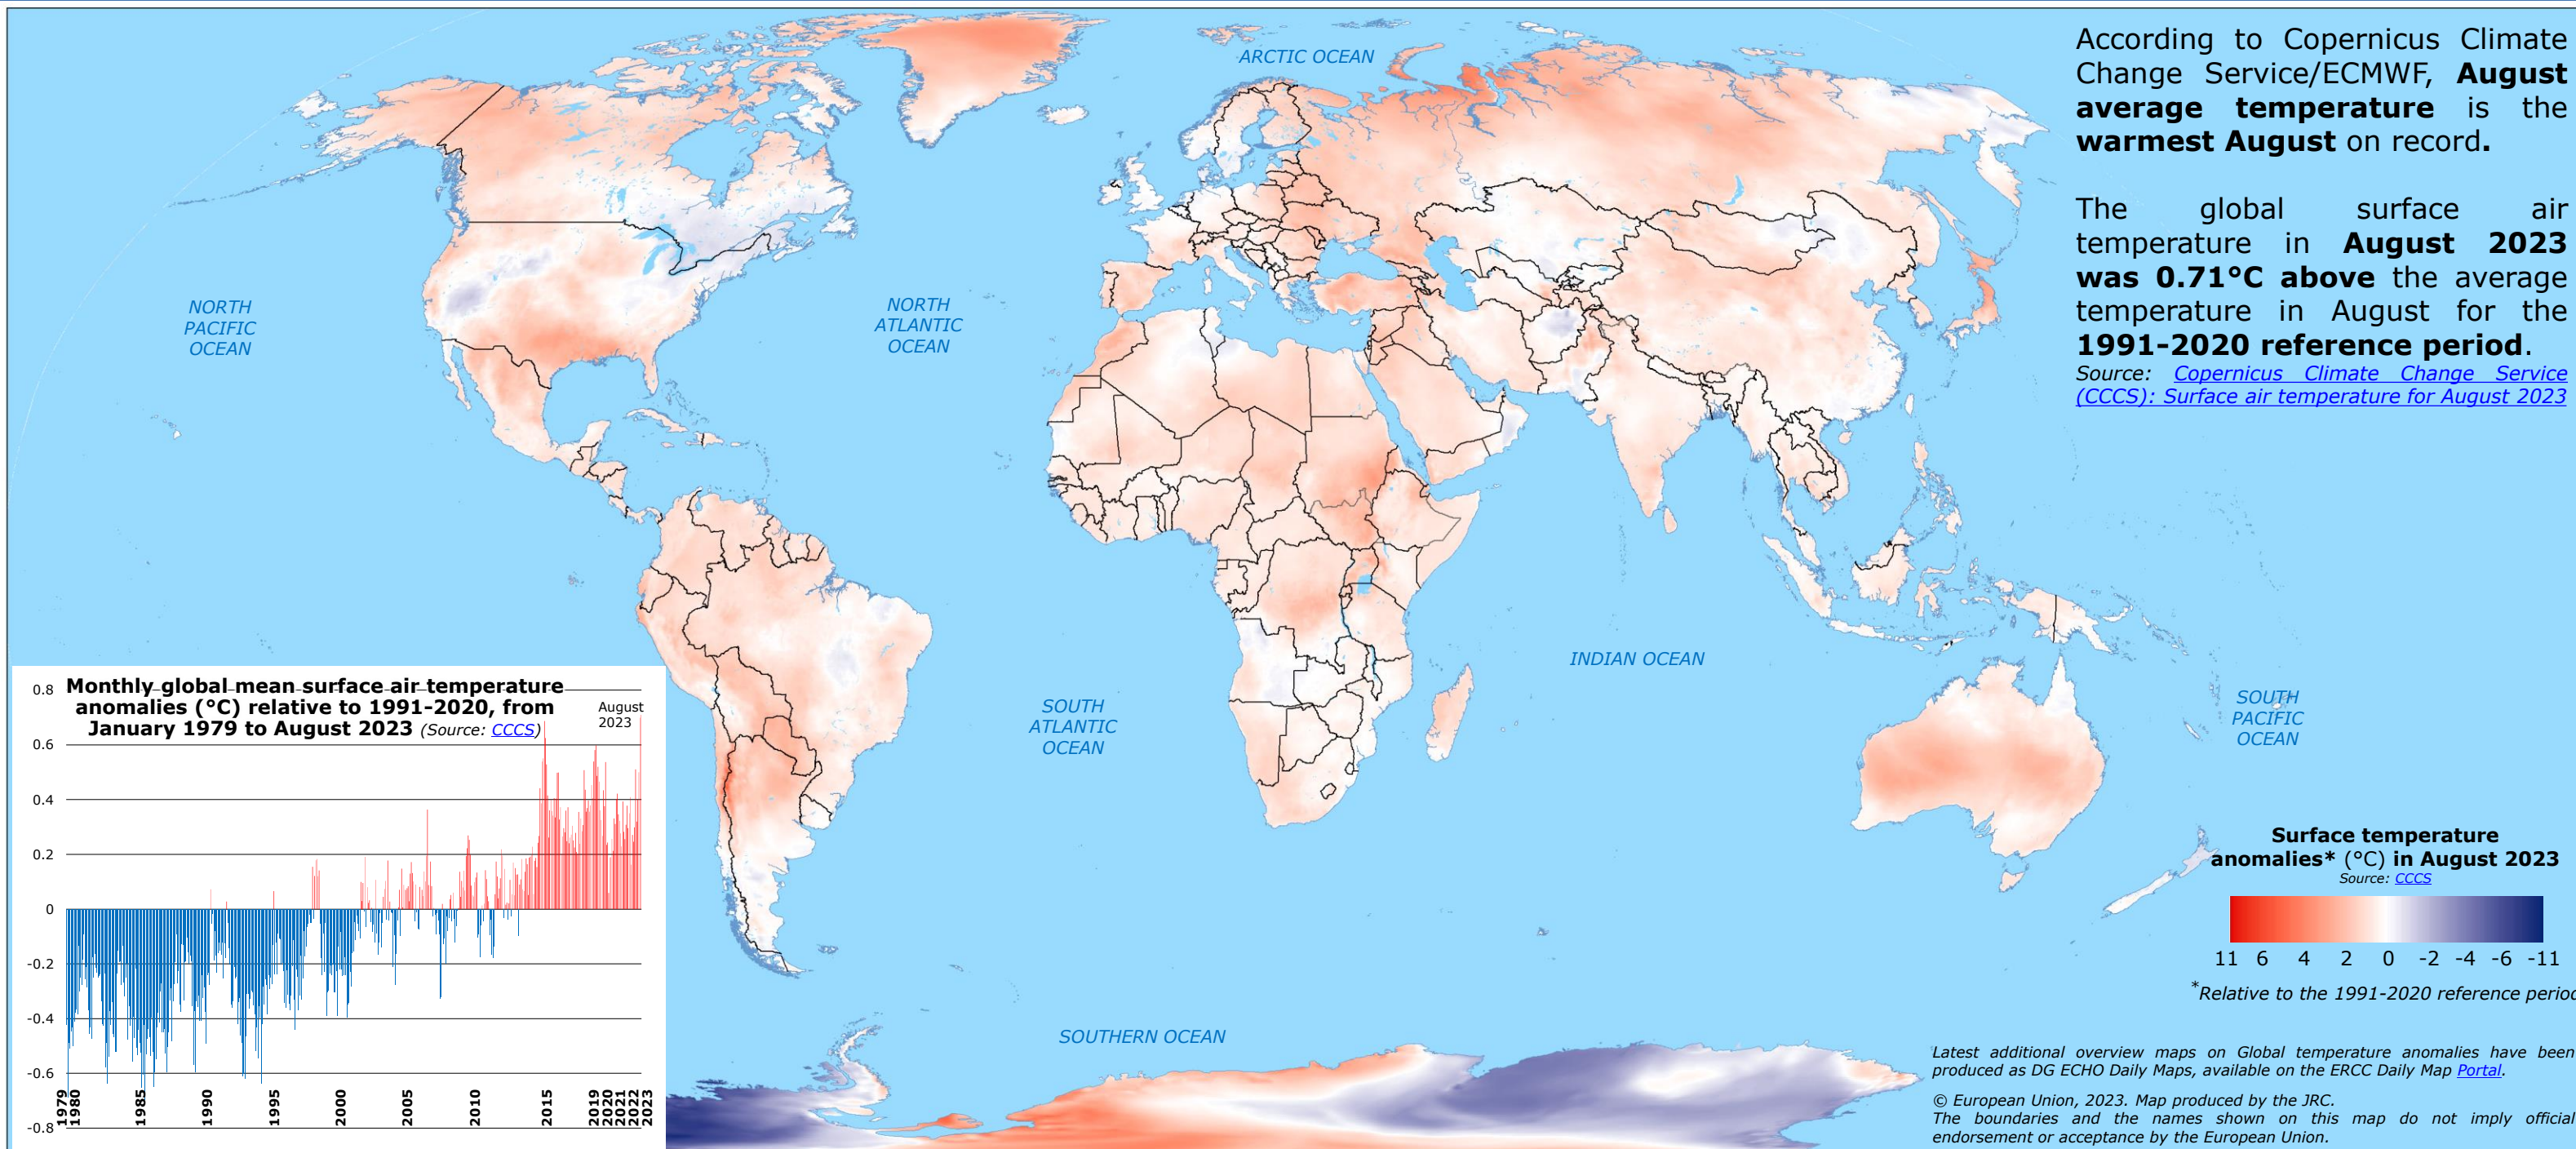 According to Copernicus Climate
Change Service/ECMWF, August
average temperature is the
warmest August on record.
The global surface air
temperature in August 2023
was 0.71°C above the average
temperature in August for the
1991-2020 reference period.
Source: Copernicus Climate Change Service
(CCCS): Surface air temperature for August 2023
ARCTIC OCEAN
NORTH
PACIFIC
OCEAN
NORTH
ATLANTIC
OCEAN
INDIAN OCEAN
SOUTH
ATLANTIC
OCEAN
SOUTH
PACIFIC
OCEAN
SOUTHERN OCEAN
Monthly global mean surface air temperature
anomalies (°C) relative to 1991-2020, from
January 1979 to August 2023 (Source: CCCS)
August
2023
0.8
0.6
0.4
0.2
0
-0.2
-0.4
-0.6
-0.8
1979
1980
1985
1990
1995
2000
2005
2010
2015
2019
2020
2021
2022
2023
Surface temperature
anomalies* (°C) in August 2023
Source: CCCS
11 6 4 2 0 -2 -4 -6 -11
*Relative to the 1991-2020 reference period
Latest additional overview maps on Global temperature anomalies have been
produced as DG ECHO Daily Maps, available on the ERCC Daily Map Portal.
© European Union, 2023. Map produced by the JRC.
The boundaries and the names shown on this map do not imply official
endorsement or acceptance by the European Union.